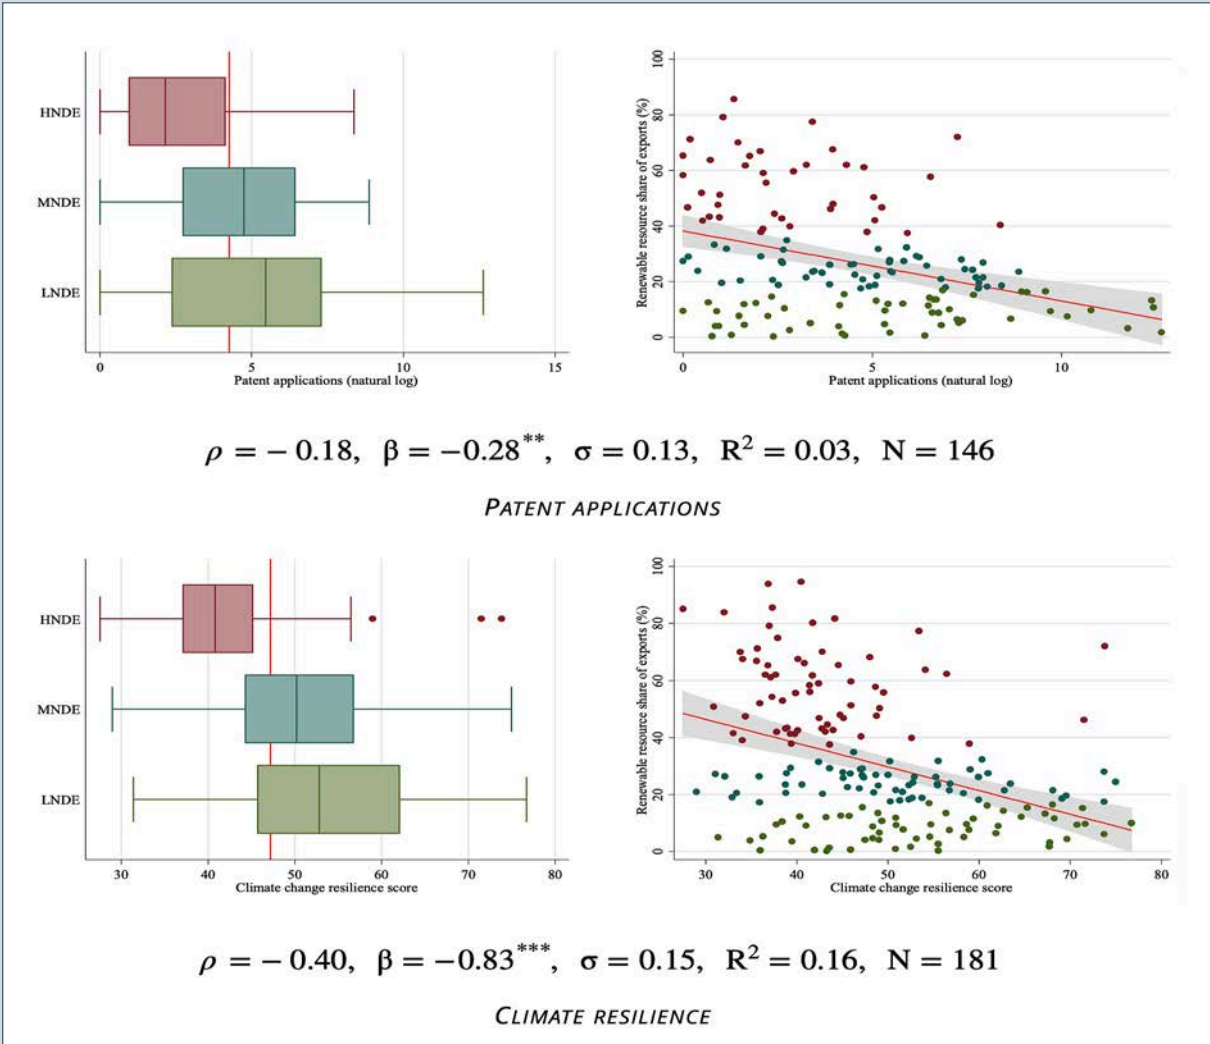 HNDE
MNDE
LNDE
0 5 10 15
Patent applications (natural log)
Renewable resource share of exports (%)
100
80
60
40
20
0
0 5 10
Patent applications (natural log)
ρ = − 0.18, β = −0.28**, σ = 0.13, R² = 0.03, N = 146
PATENT APPLICATIONS
HNDE
MNDE
LNDE
30 40 50 60 70 80
Climate change resilience score
Renewable resource share of exports (%)
100
80
60
40
20
0
30 40 50 60 70 80
Climate change resilience score
ρ = − 0.40, β = −0.83***, σ = 0.15, R² = 0.16, N = 181
CLIMATE RESILIENCE